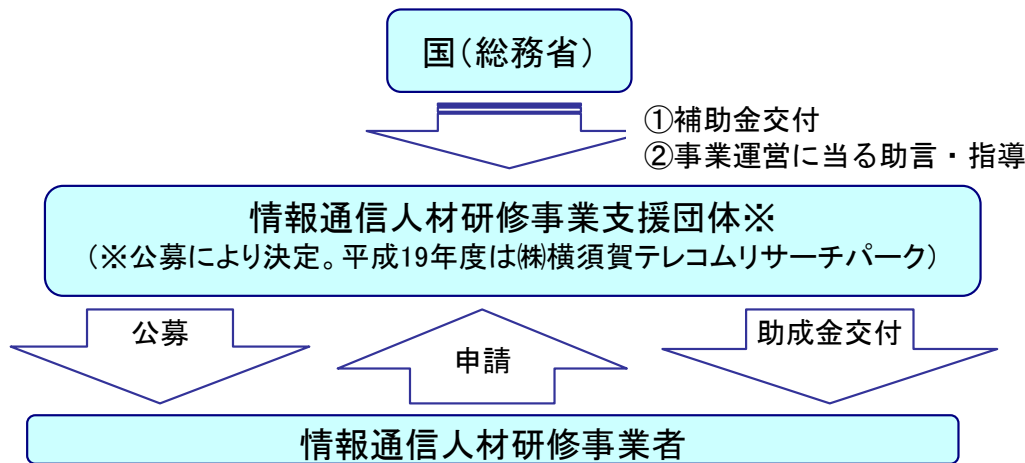 国（総務省）
①補助金交付
②事業運営に当る助言・指導
情報通信人材研修事業支援団体※
（※公募により決定。平成19年度は㈱横須賀テレコムリサーチパーク）
公募
申請
助成金交付
情報通信人材研修事業者